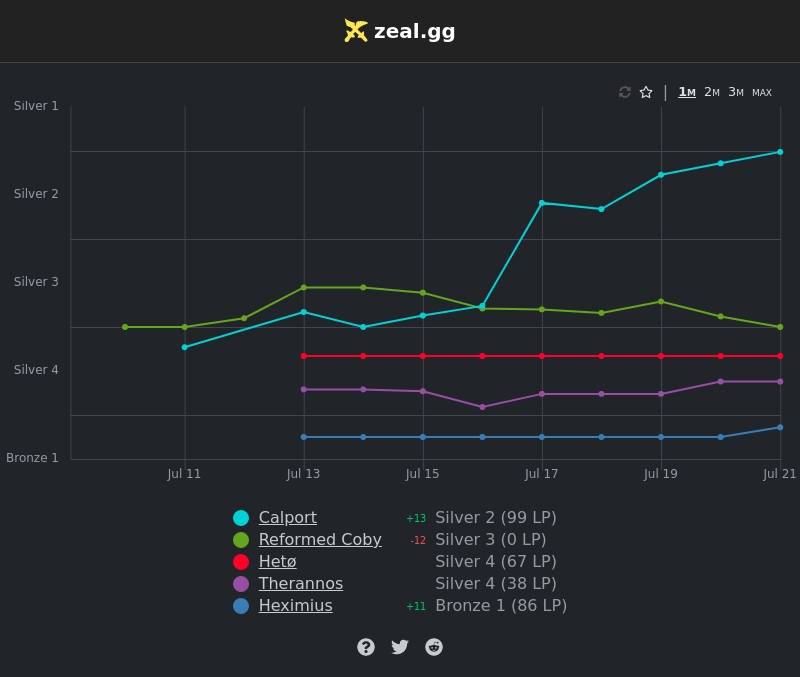 zeal.gg
1M 2M 3M MAX
Silver 1
Silver 2
Silver 3
Silver 4
Bronze 1
Jul 11 Jul 13 Jul 15 Jul 17 Jul 19 Jul 21
Calport +13 Silver 2 (99 LP)
Reformed Coby -12 Silver 3 (0 LP)
Hetø Silver 4 (67 LP)
Therannos Silver 4 (38 LP)
Heximius +11 Bronze 1 (86 LP)